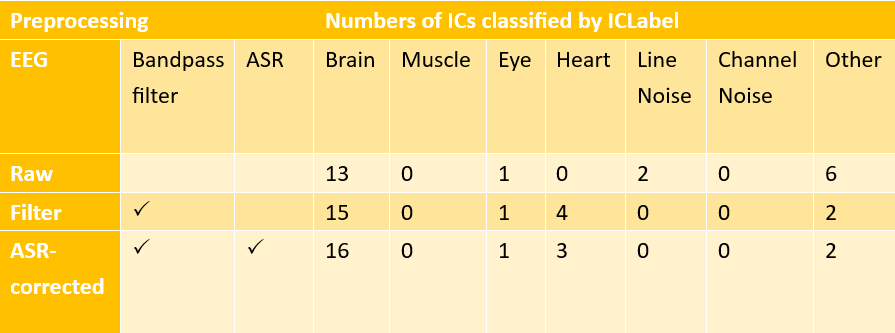 Preprocessing Numbers of ICs classified by ICLabel
EEG Bandpass filter ASR Brain Muscle Eye Heart Line Noise Channel Noise Other
Raw 13 0 1 0 2 0 6
Filter ✓ 15 0 1 4 0 0 2
ASR-corrected ✓ ✓ 16 0 1 3 0 0 2